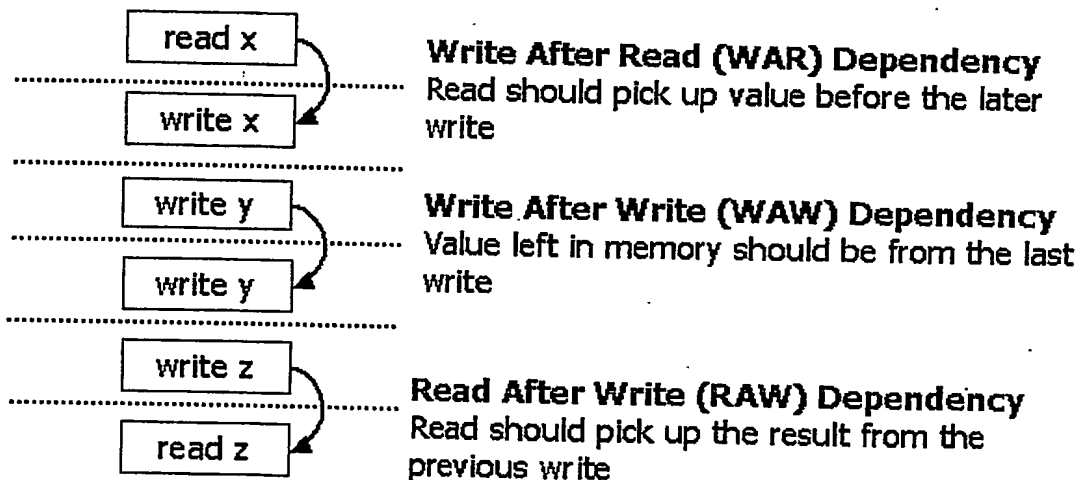 read x
write x
Write After Read (WAR) Dependency
Read should pick up value before the later
write
write y
write y
Write After Write (WAW) Dependency
Value left in memory should be from the last
write
write z
read z
Read After Write (RAW) Dependency
Read should pick up the result from the
previous write